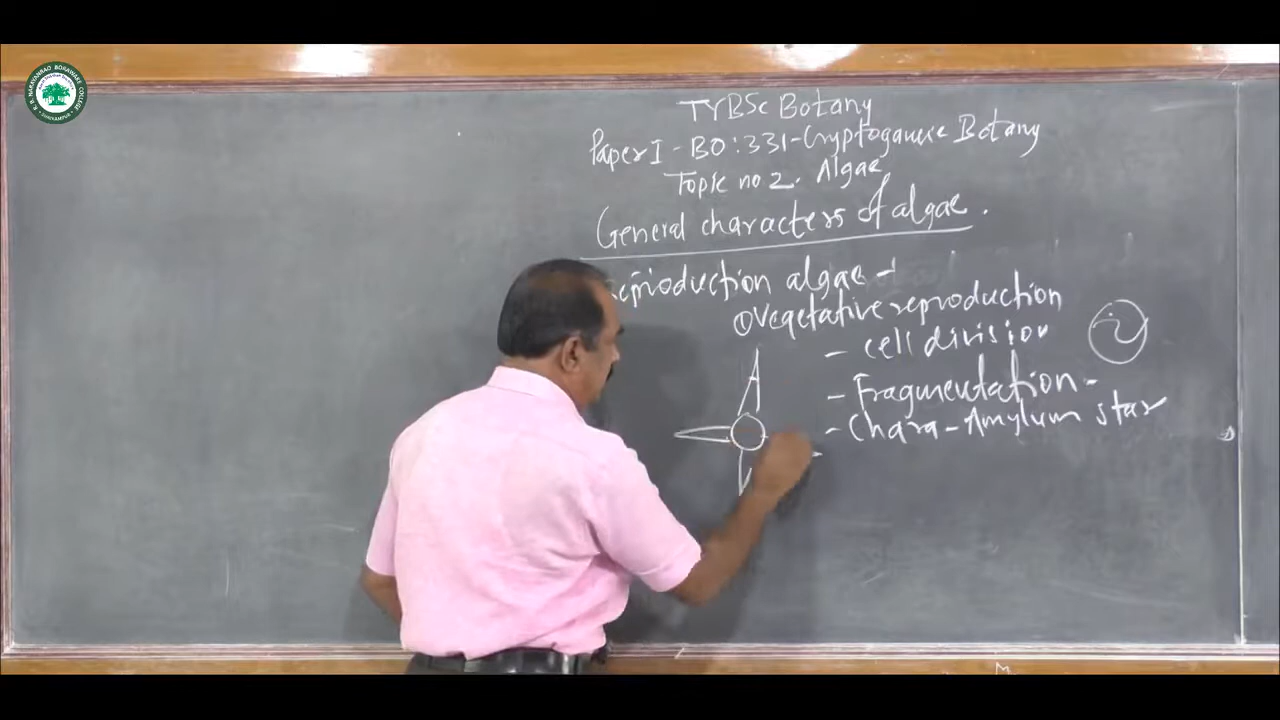 TYBSc Botany
Paper I - BO:331-Cryptogamic Botany
Topic no 2. Algae
General characters of algae.
reproduction algae -
① Vegetative reproduction
- cell division
- Fragmentation -
- Chara - Amylum star